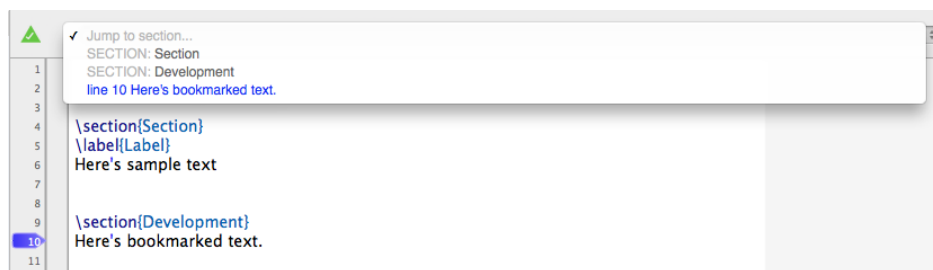 ✓ Jump to section...
SECTION: Section
SECTION: Development
line 10 Here's bookmarked text.
1
2
3
4 \section{Section}
5 \label{Label}
6 Here's sample text
7
8
9 \section{Development}
10 Here's bookmarked text.
11